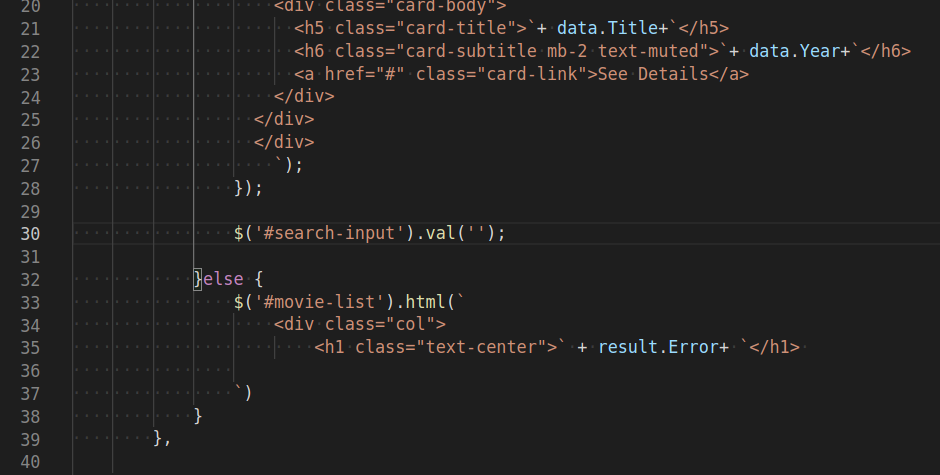 20 <div class="card-body">
21 <h5 class="card-title">`+ data.Title+`</h5>
22 <h6 class="card-subtitle mb-2 text-muted">`+ data.Year+`</h6>
23 <a href="#" class="card-link">See Details</a>
24 </div>
25 </div>
26 </div>
27 `);
28 });
29
30 $('#search-input').val('');
31
32 }else {
33 $('#movie-list').html(`
34 <div class="col">
35 <h1 class="text-center">` + result.Error+ `</h1>
36
37 `)
38 }
39 },
40